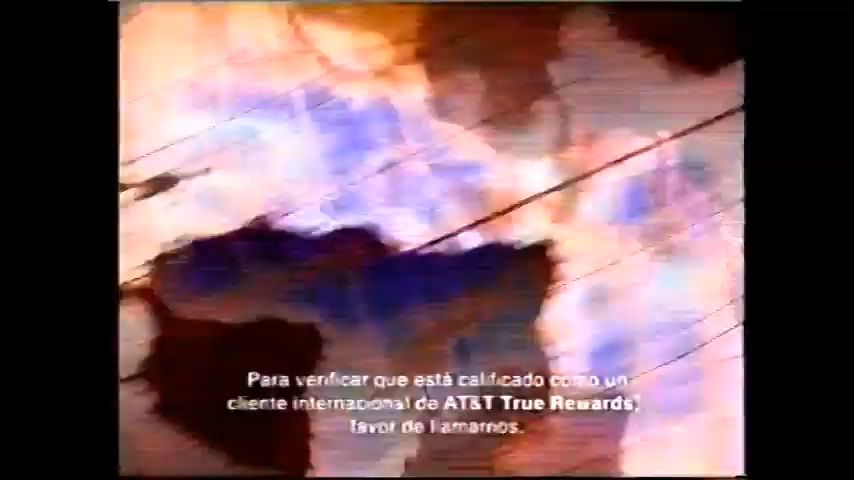 Para verificar que está calificado como un
cliente internacional de AT&T True Rewards,
favor de llamarnos.